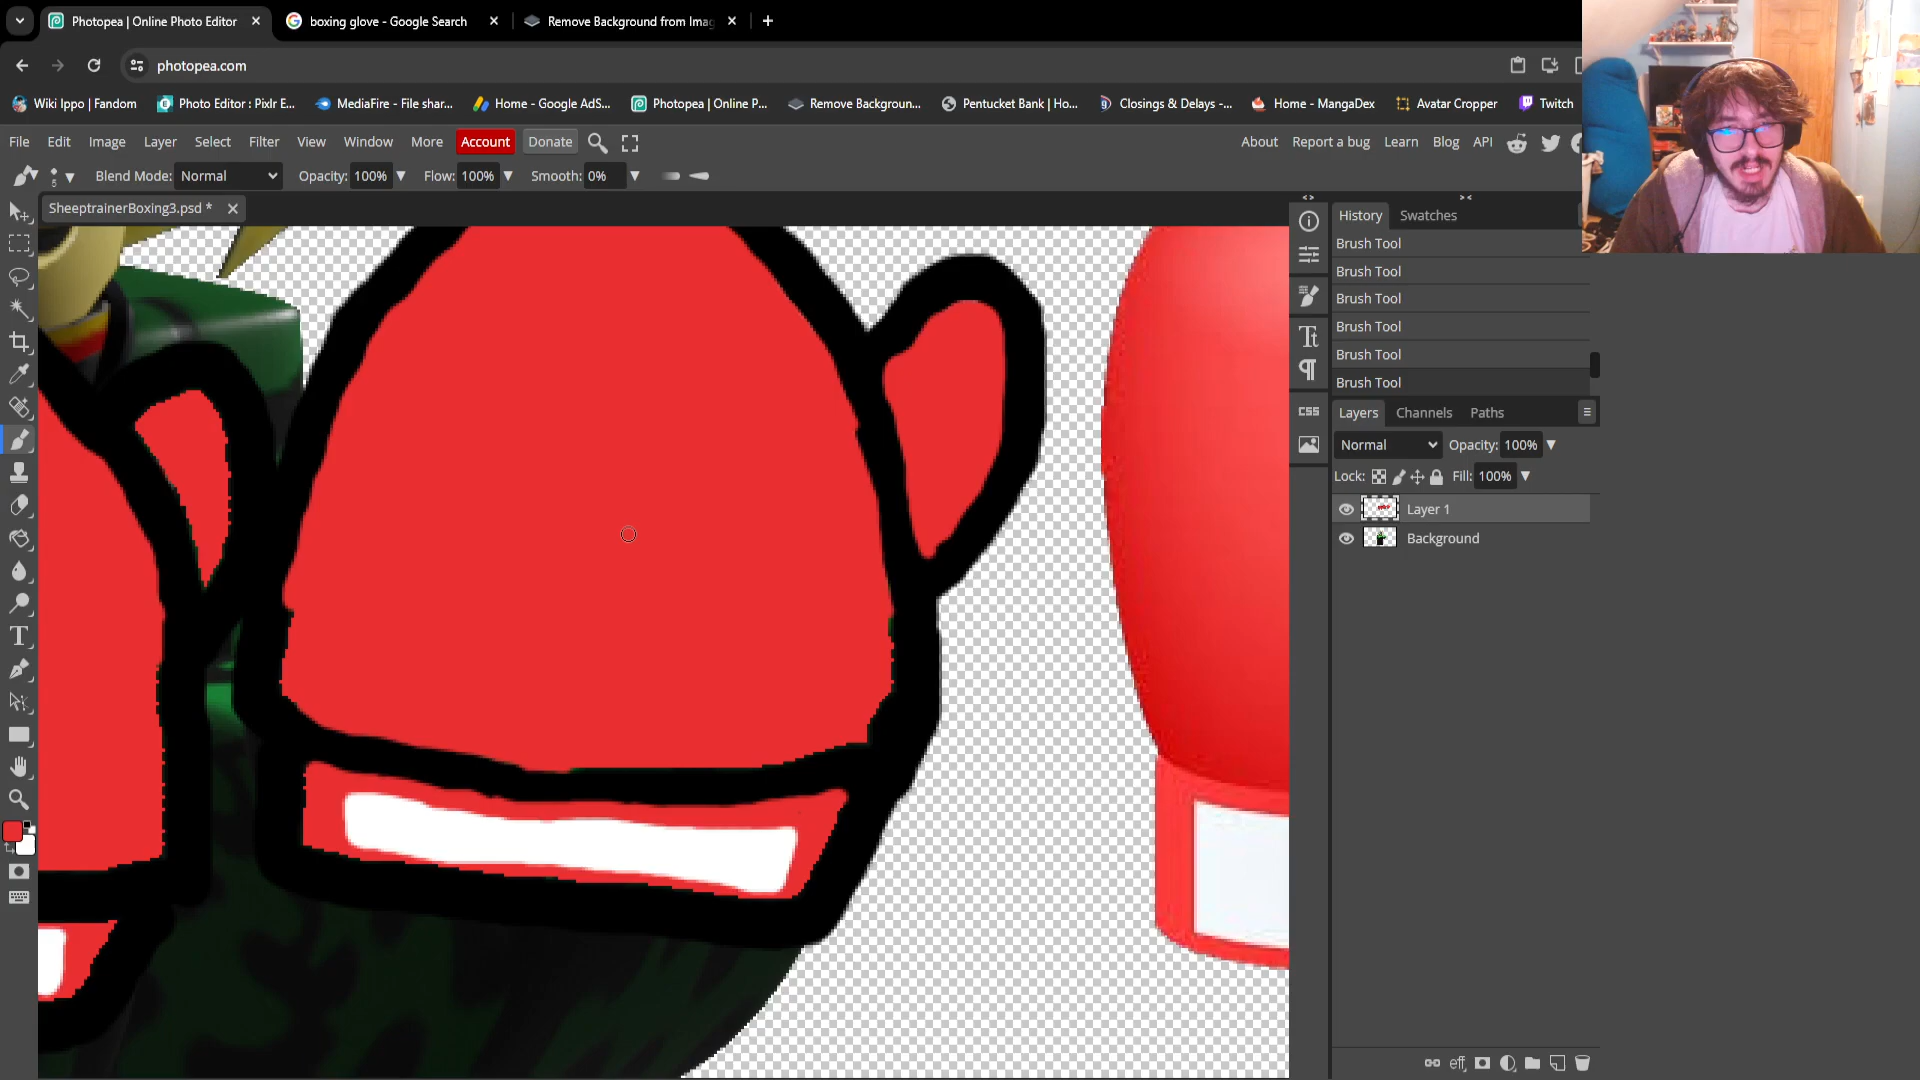 Photopea | Online Photo Editor
boxing glove - Google Search
Remove Background from Imag
photopea.com
Wiki Ippo | Fandom
Photo Editor : Pixlr E...
MediaFire - File shar...
Home - Google AdS...
Photopea | Online P...
Remove Backgroun...
Pentucket Bank | Ho...
Closings & Delays -...
Home - MangaDex
Avatar Cropper
Twitch
File Edit Image Layer Select Filter View Window More Account Donate
About Report a bug Learn Blog API
5 Blend Mode: Normal Opacity: 100% Flow: 100% Smooth: 0%
SheeptrainerBoxing3.psd *
History Swatches
Brush Tool
Brush Tool
Brush Tool
Brush Tool
Brush Tool
Brush Tool
CSS
Layers Channels Paths
Normal Opacity: 100%
Lock: Fill: 100%
Layer 1
Background
eff